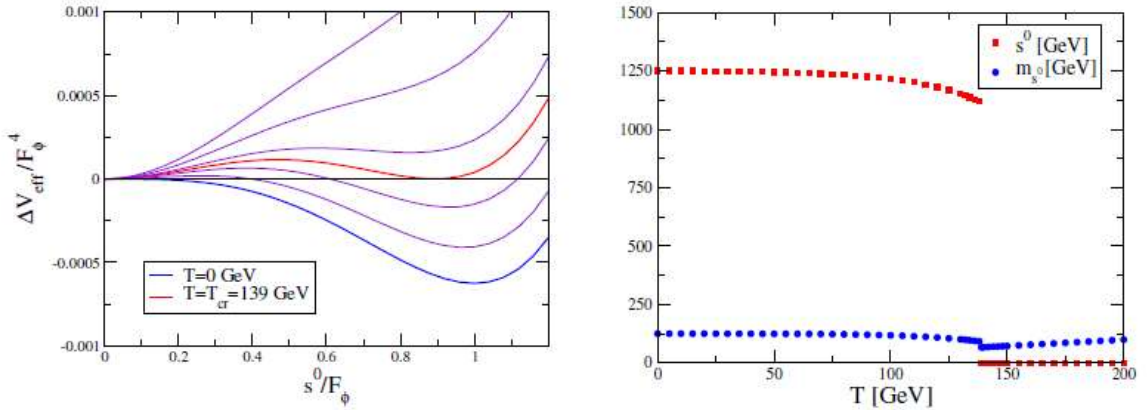 0.001
0.0005
0
-0.0005
-0.001
ΔV_eff/F_ϕ^4
T=0 GeV
T=T_cr=139 GeV
0 0.2 0.4 0.6 0.8 1
s^0/F_ϕ
1500
1250
1000
750
500
250
0
s^0 [GeV]
m_s^0 [GeV]
0 50 100 150 200
T [GeV]